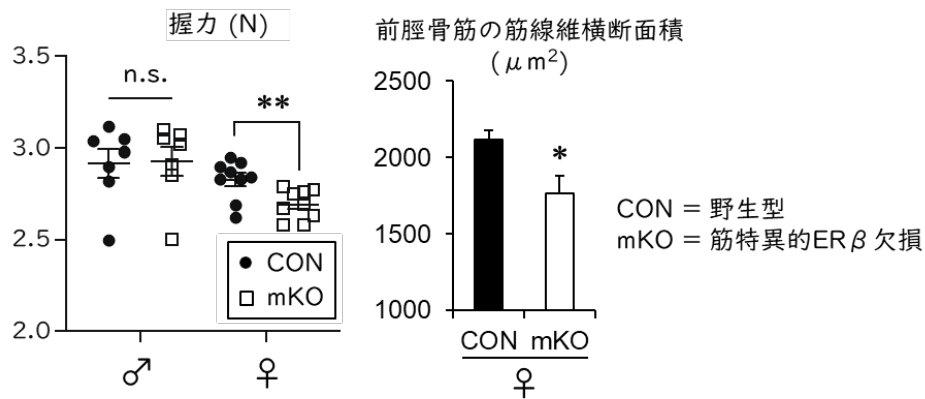 握力 (N)
3.5
3.0
2.5
2.0
n.s.
**
CON
mKO
♂
♀
前脛骨筋の筋線維横断面積
(μm²)
2500
2000
1500
1000
*
CON mKO
♀
CON = 野生型
mKO = 筋特異的ERβ欠損